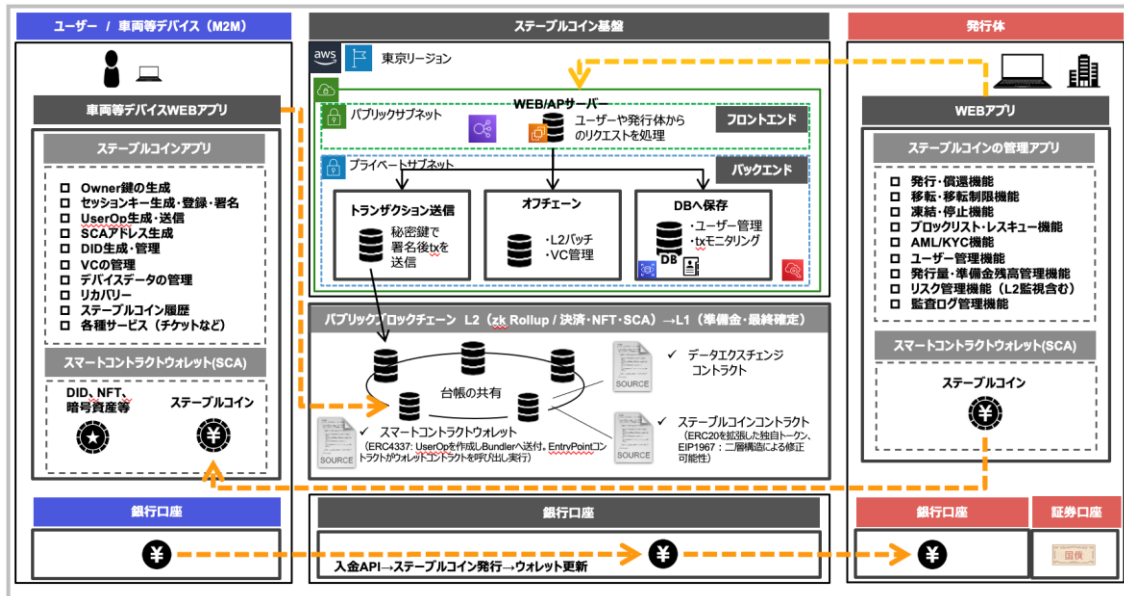 ユーザー / 車両等デバイス（M2M）
車両等デバイスWEBアプリ
ステーブルコインアプリ
Owner鍵の生成
セッションキー生成・登録・署名
UserOp生成・送信
SCAアドレス生成
DID生成・管理
VCの管理
デバイスデータの管理
リカバリー
ステーブルコイン履歴
各種サービス（チケットなど）
スマートコントラクトウォレット(SCA)
DID、NFT、
暗号資産等
ステーブルコイン
銀行口座
ステーブルコイン基盤
aws
東京リージョン
WEB/APサーバー
パブリックサブネット
ユーザーや発行体から
のリクエストを処理
フロントエンド
プライベートサブネット
バックエンド
トランザクション送信
秘密鍵で
署名後txを
送信
オフチェーン
・L2バッチ
・VC管理
DBへ保存
・ユーザー管理
・txモニタリング
DB
パブリックブロックチェーン L2（zk Rollup / 決済・NFT・SCA）→L1（準備金・最終確定）
台帳の共有
SOURCE
✓ データエクスチェンジ
コントラクト
SOURCE
✓ スマートコントラクトウォレット
（ERC4337: UserOpを作成しBundlerへ送付。EntryPointコン
トラクトがウォレットコントラクトを呼び出し実行）
SOURCE
✓ ステーブルコインコントラクト
（ERC20を拡張した独自トークン、
EIP1967：二層構造による修正
可能性）
銀行口座
入金API→ステーブルコイン発行→ウォレット更新
発行体
WEBアプリ
ステーブルコインの管理アプリ
発行・償還機能
移転・移転制限機能
凍結・停止機能
ブロックリスト・レスキュー機能
AML/KYC機能
ユーザー管理機能
発行量・準備金残高管理機能
リスク管理機能（L2監視含む）
監査ログ管理機能
スマートコントラクトウォレット(SCA)
ステーブルコイン
銀行口座
証券口座
国債